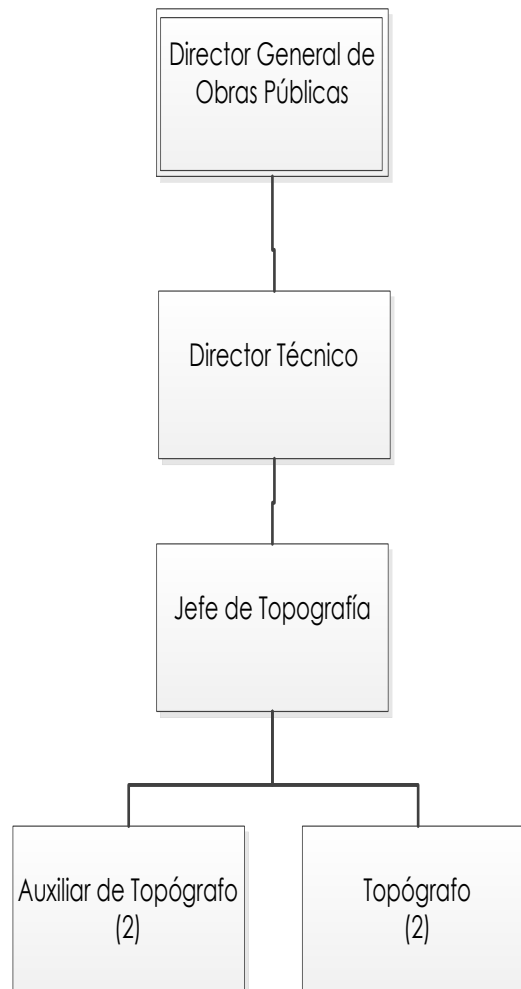 Director General de
Obras Públicas
Director Técnico
Jefe de Topografía
Auxiliar de Topógrafo
(2)
Topógrafo
(2)